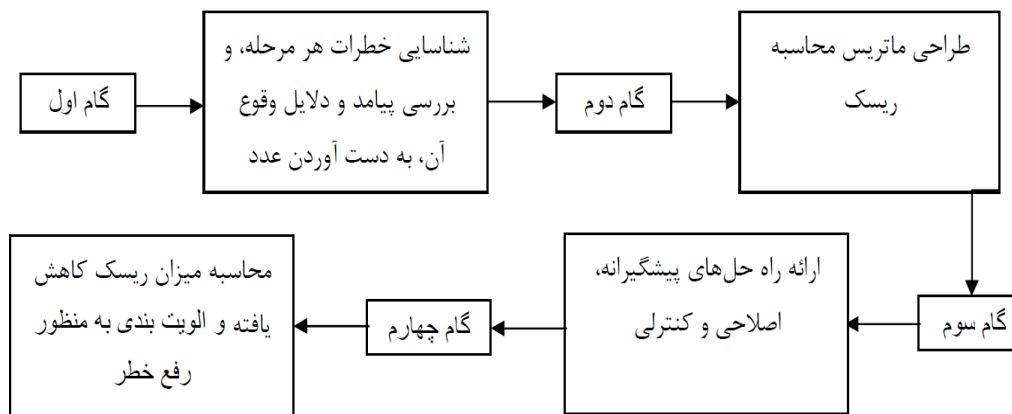 گام اول
شناسایی خطرات هر مرحله، و
بررسی پیامد و دلایل وقوع
آن، به دست آوردن عدد
گام دوم
طراحی ماتریس محاسبه
ریسک
گام سوم
ارائه راه حل‌های پیشگیرانه،
اصلاحی و کنترلی
گام چهارم
محاسبه میزان ریسک کاهش
یافته و الویت بندی به منظور
رفع خطر